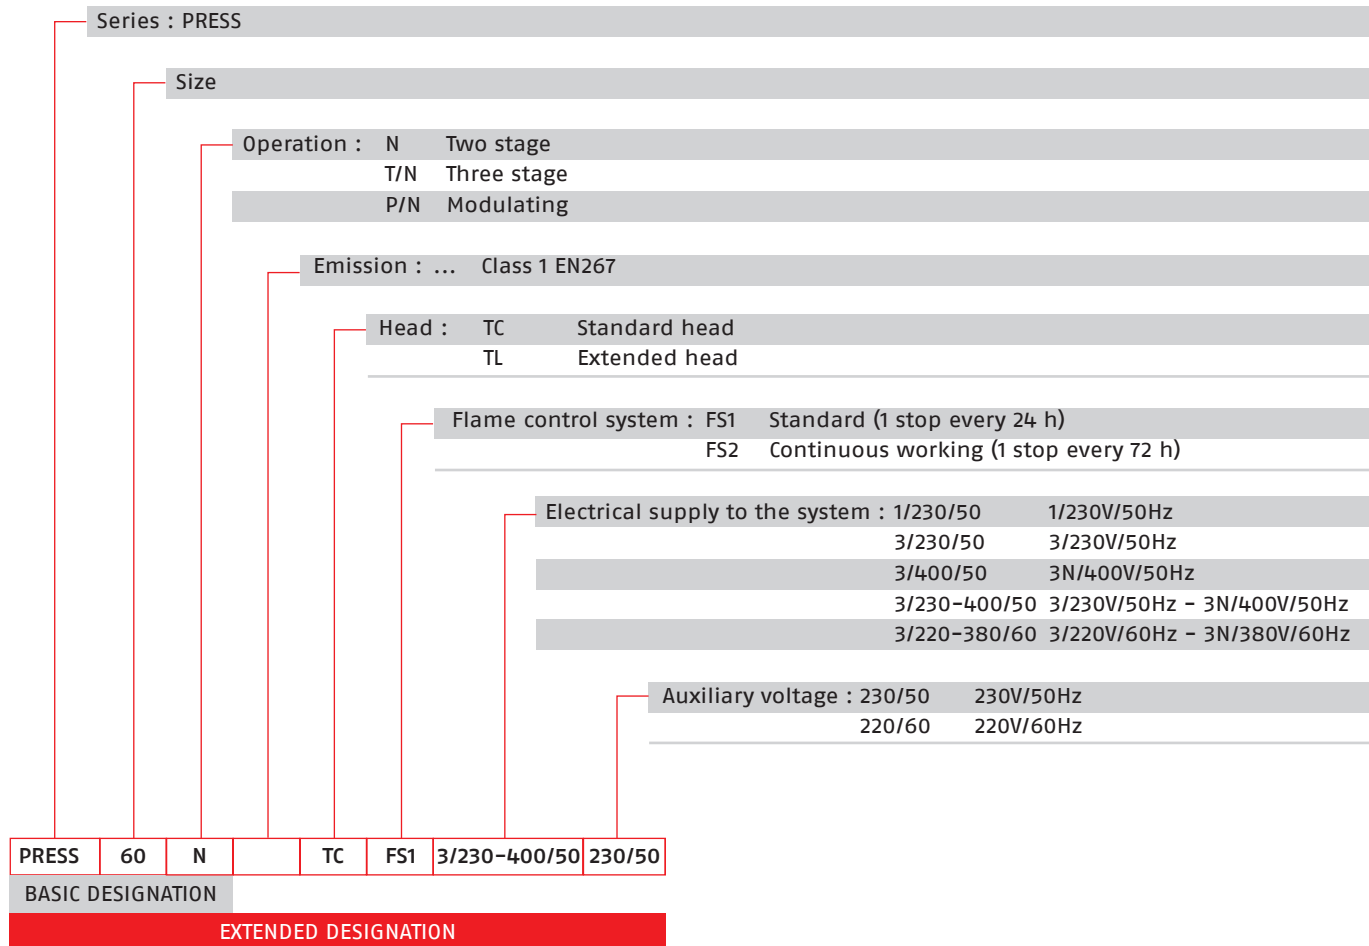 Series : PRESS
Size
Operation : N Two stage
T/N Three stage
P/N Modulating
Emission : ... Class 1 EN267
Head : TC Standard head
TL Extended head
Flame control system : FS1 Standard (1 stop every 24 h)
FS2 Continuous working (1 stop every 72 h)
Electrical supply to the system : 1/230/50 1/230V/50Hz
3/230/50 3/230V/50Hz
3/400/50 3N/400V/50Hz
3/230-400/50 3/230V/50Hz - 3N/400V/50Hz
3/220-380/60 3/220V/60Hz - 3N/380V/60Hz
Auxiliary voltage : 230/50 230V/50Hz
220/60 220V/60Hz
PRESS 60 N TC FS1 3/230-400/50 230/50
BASIC DESIGNATION
EXTENDED DESIGNATION